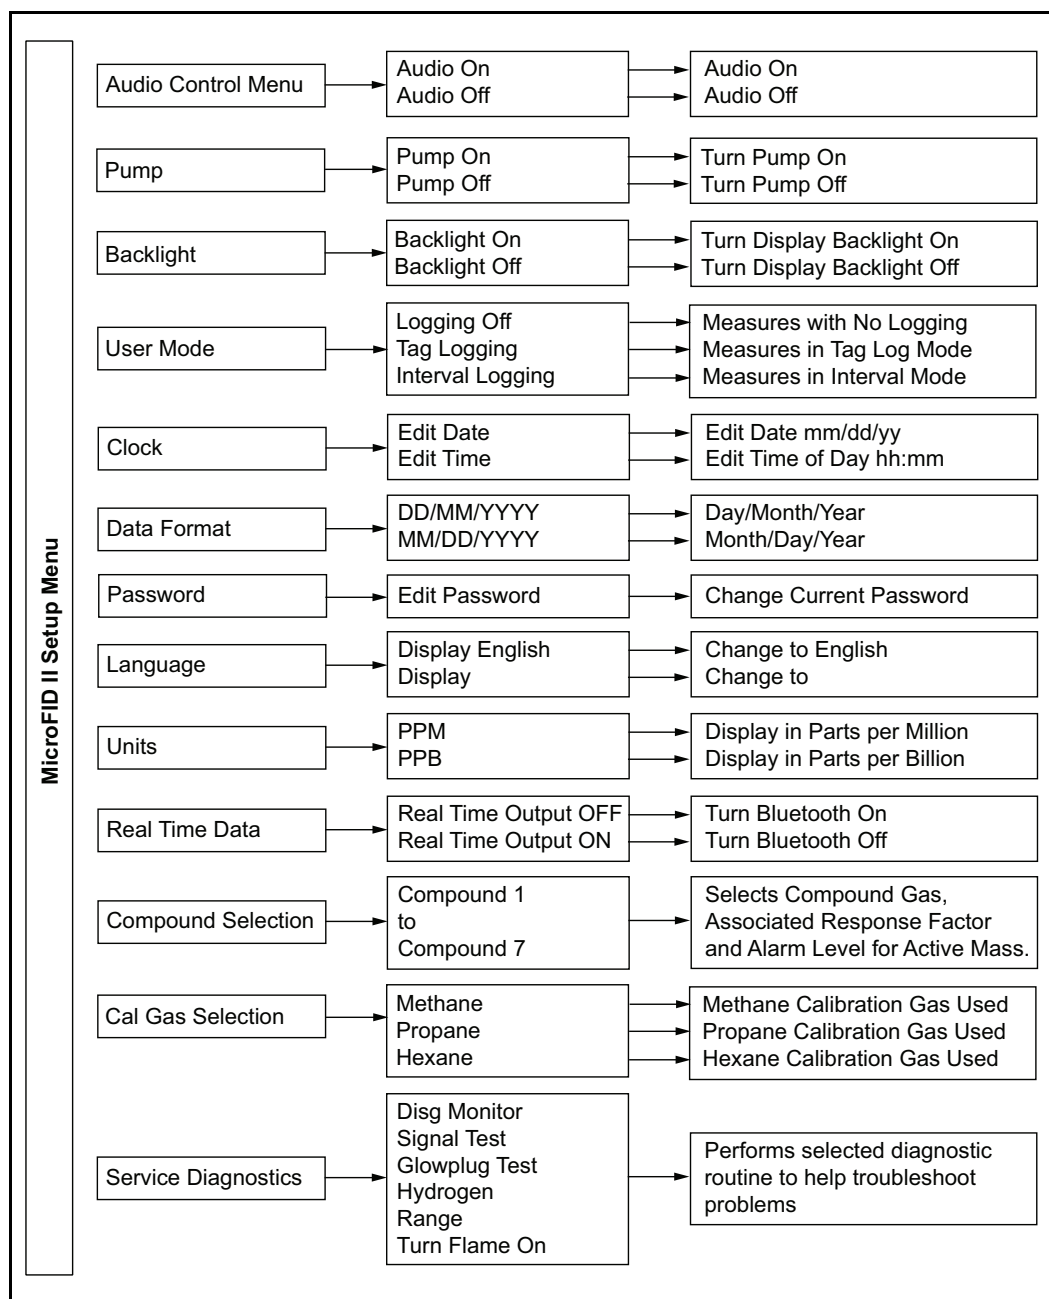 MicroFID II Setup Menu
Audio Control Menu
Audio On
Audio Off
Audio On
Audio Off
Pump
Pump On
Pump Off
Turn Pump On
Turn Pump Off
Backlight
Backlight On
Backlight Off
Turn Display Backlight On
Turn Display Backlight Off
User Mode
Logging Off
Tag Logging
Interval Logging
Measures with No Logging
Measures in Tag Log Mode
Measures in Interval Mode
Clock
Edit Date
Edit Time
Edit Date mm/dd/yy
Edit Time of Day hh:mm
Data Format
DD/MM/YYYY
MM/DD/YYYY
Day/Month/Year
Month/Day/Year
Password
Edit Password
Change Current Password
Language
Display English
Display
Change to English
Change to
Units
PPM
PPB
Display in Parts per Million
Display in Parts per Billion
Real Time Data
Real Time Output OFF
Real Time Output ON
Turn Bluetooth On
Turn Bluetooth Off
Compound Selection
Compound 1
to
Compound 7
Selects Compound Gas,
Associated Response Factor
and Alarm Level for Active Mass.
Cal Gas Selection
Methane
Propane
Hexane
Methane Calibration Gas Used
Propane Calibration Gas Used
Hexane Calibration Gas Used
Service Diagnostics
Disg Monitor
Signal Test
Glowplug Test
Hydrogen
Range
Turn Flame On
Performs selected diagnostic
routine to help troubleshoot
problems